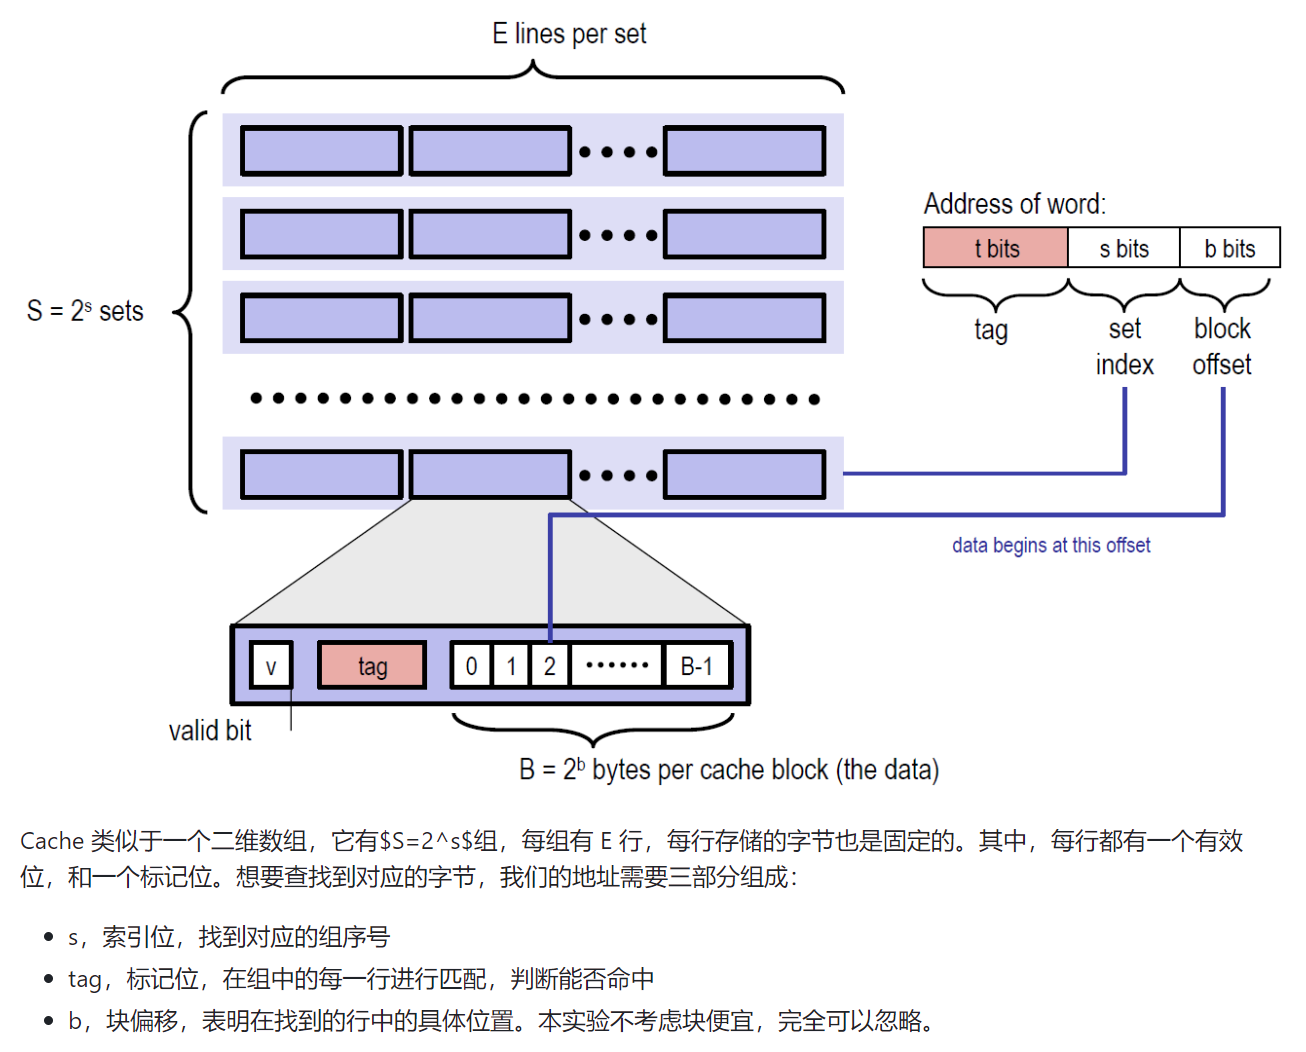 E lines per set
S = 2ˢ sets
Address of word:
t bits s bits b bits
tag set index block offset
data begins at this offset
v tag 0 1 2 •••••• B-1
valid bit
B = 2ᵇ bytes per cache block (the data)
Cache 类似于一个二维数组，它有$S=2^s$组，每组有 E 行，每行存储的字节也是固定的。其中，每行都有一个有效
位，和一个标记位。想要查找到对应的字节，我们的地址需要三部分组成：
• s，索引位，找到对应的组序号
• tag，标记位，在组中的每一行进行匹配，判断能否命中
• b，块偏移，表明在找到的行中的具体位置。本实验不考虑块便宜，完全可以忽略。